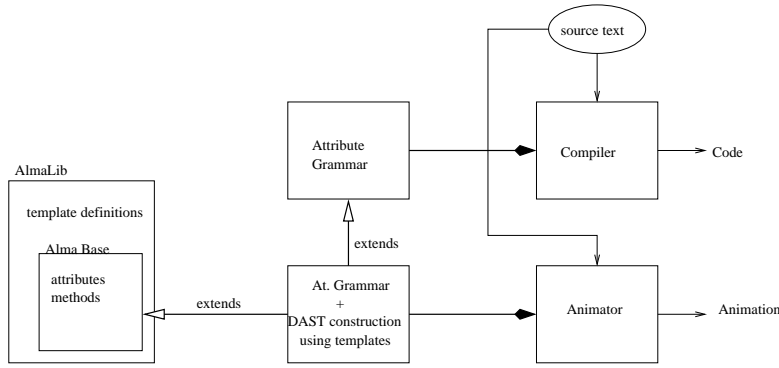 source text
Attribute
Grammar
Compiler
Code
AlmaLib
template definitions
Alma Base
attributes
methods
extends
extends
At. Grammar
+
DAST construction
using templates
Animator
Animation